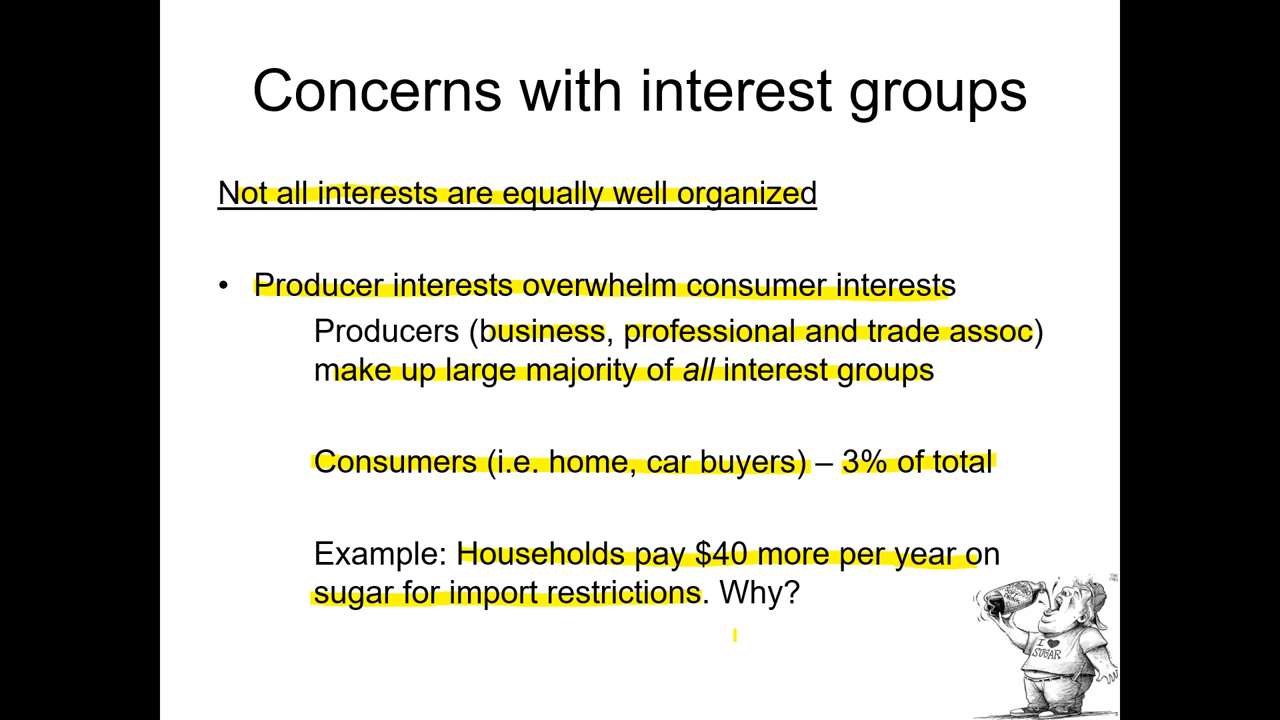 Concerns with interest groups
Not all interests are equally well organized
• Producer interests overwhelm consumer interests
Producers (business, professional and trade assoc)
make up large majority of all interest groups
Consumers (i.e. home, car buyers) – 3% of total
Example: Households pay $40 more per year on
sugar for import restrictions. Why?
I ♥
SUGAR